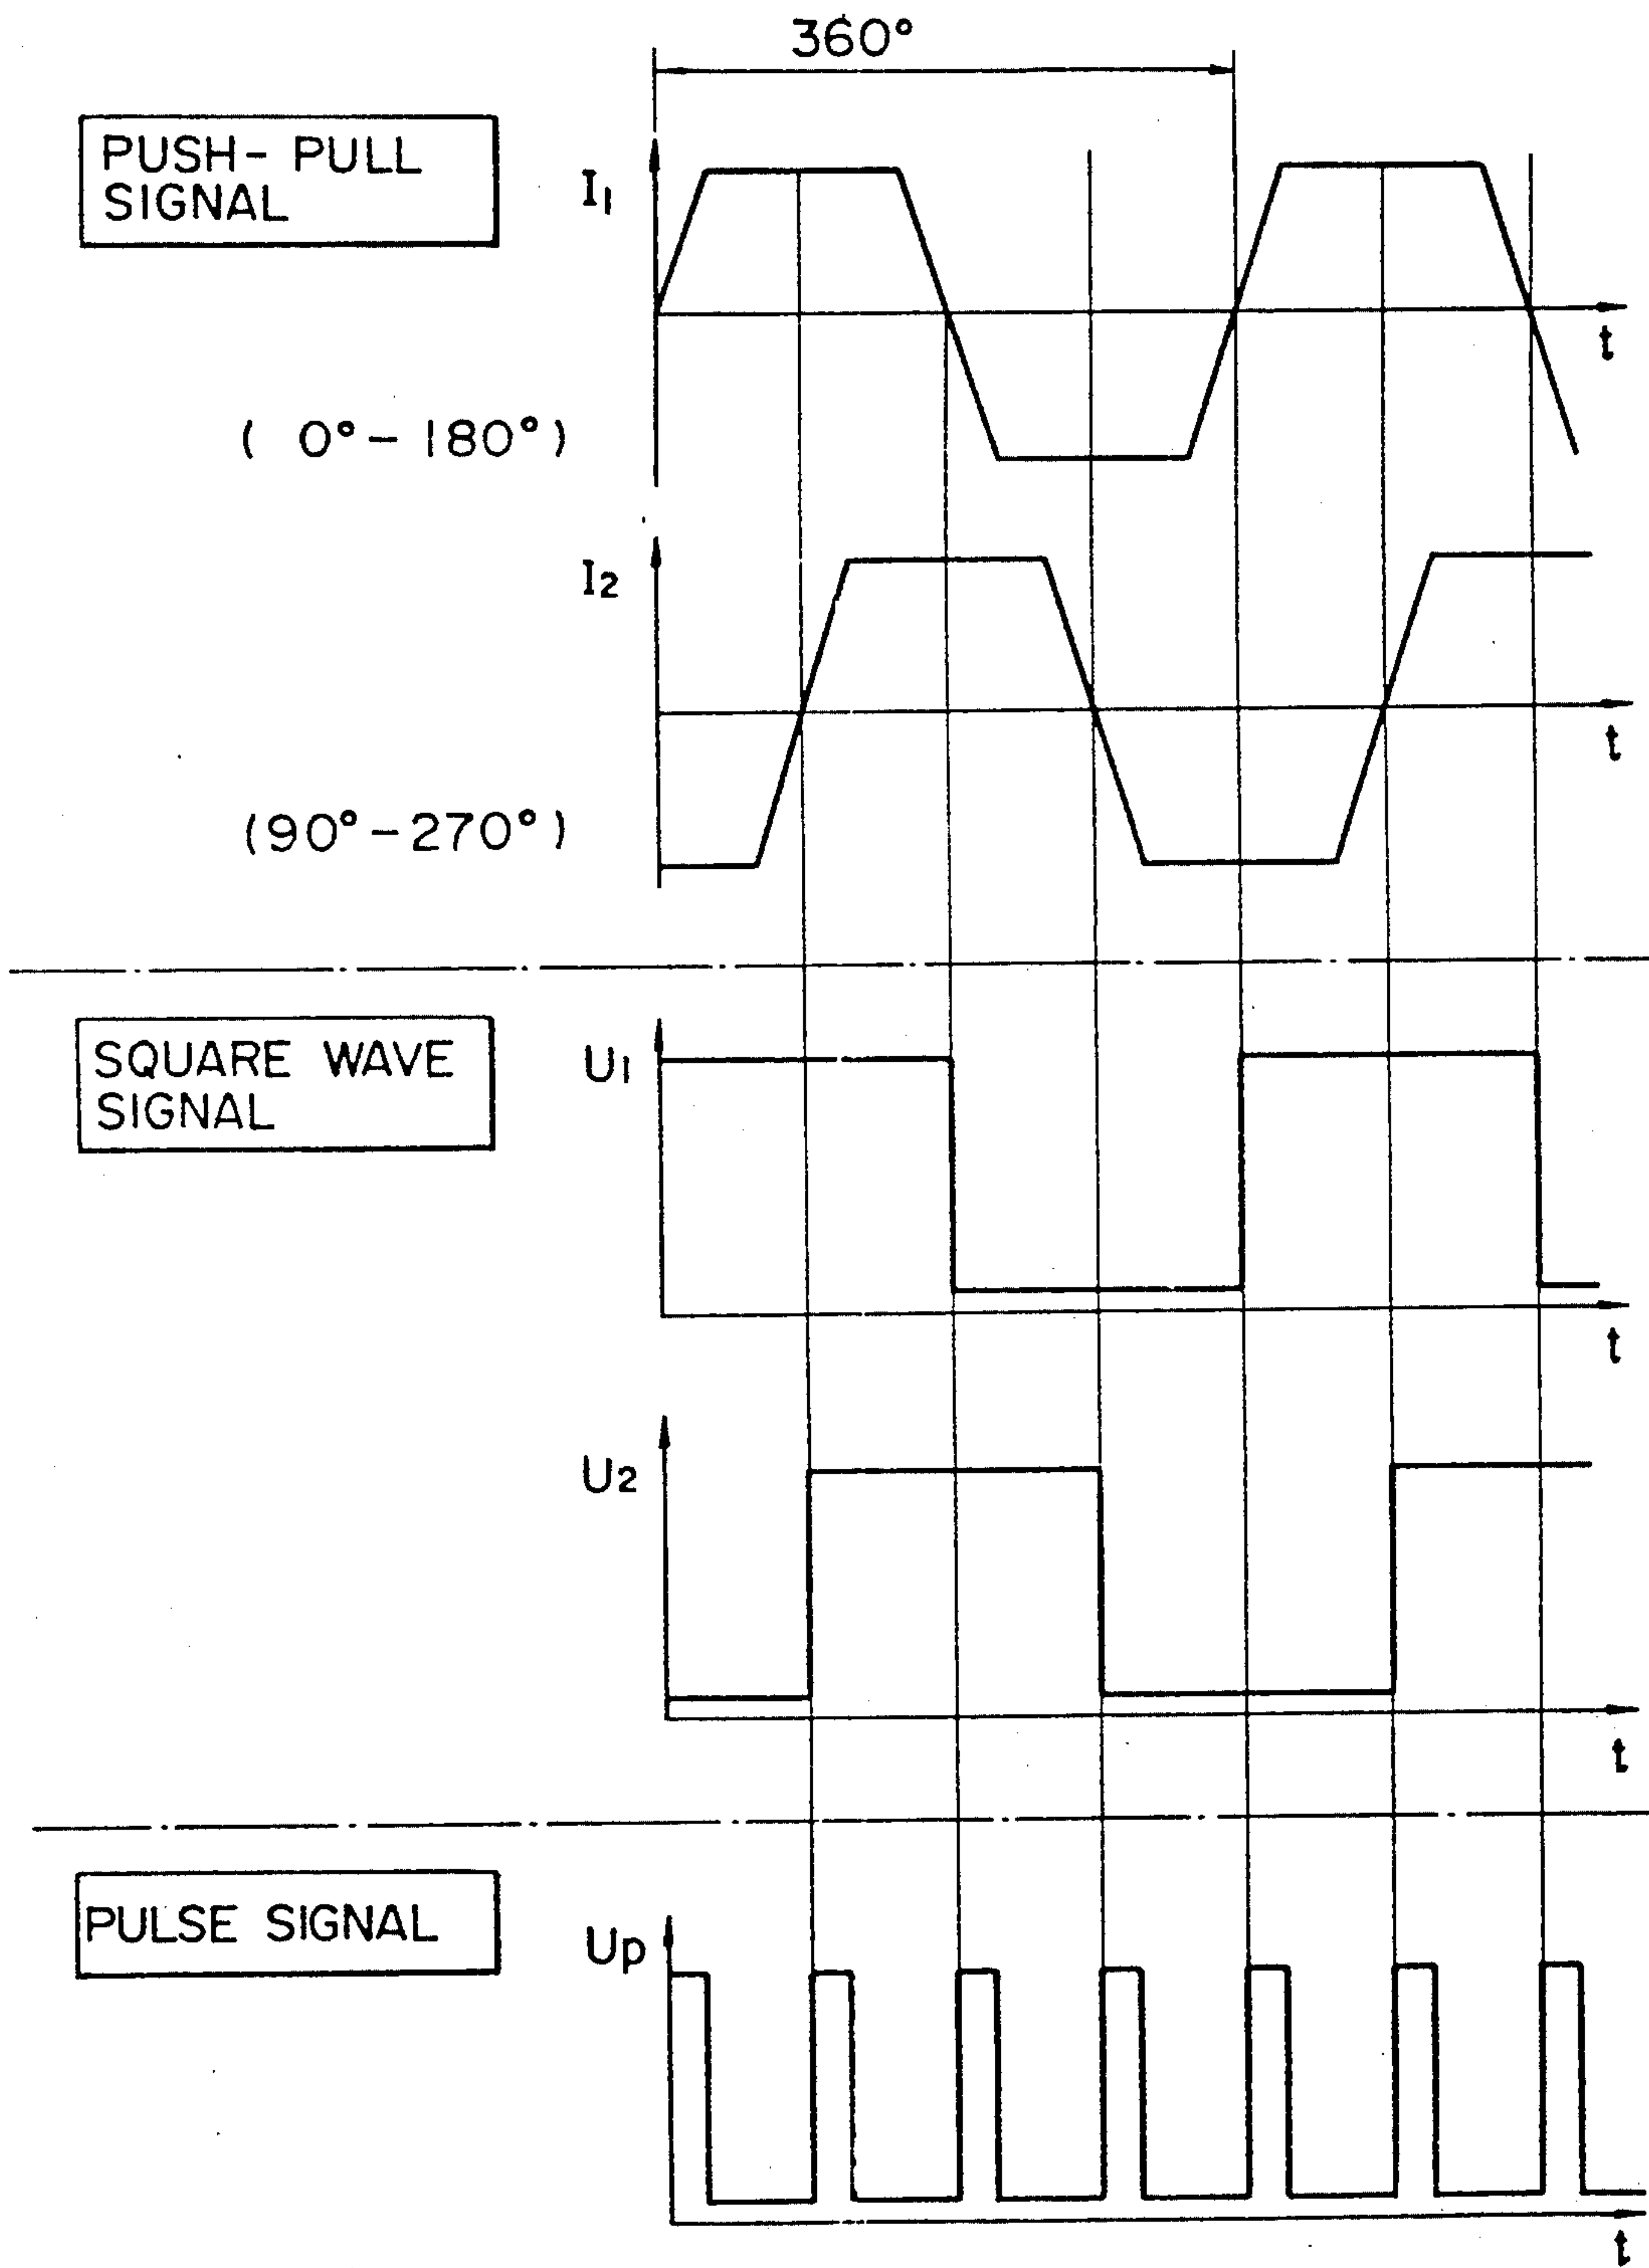 360°
PUSH- PULL
SIGNAL
I1
t
( 0°-180°)
I2
t
(90°-270°)
SQUARE WAVE
SIGNAL
U1
t
U2
t
PULSE SIGNAL
Up
t